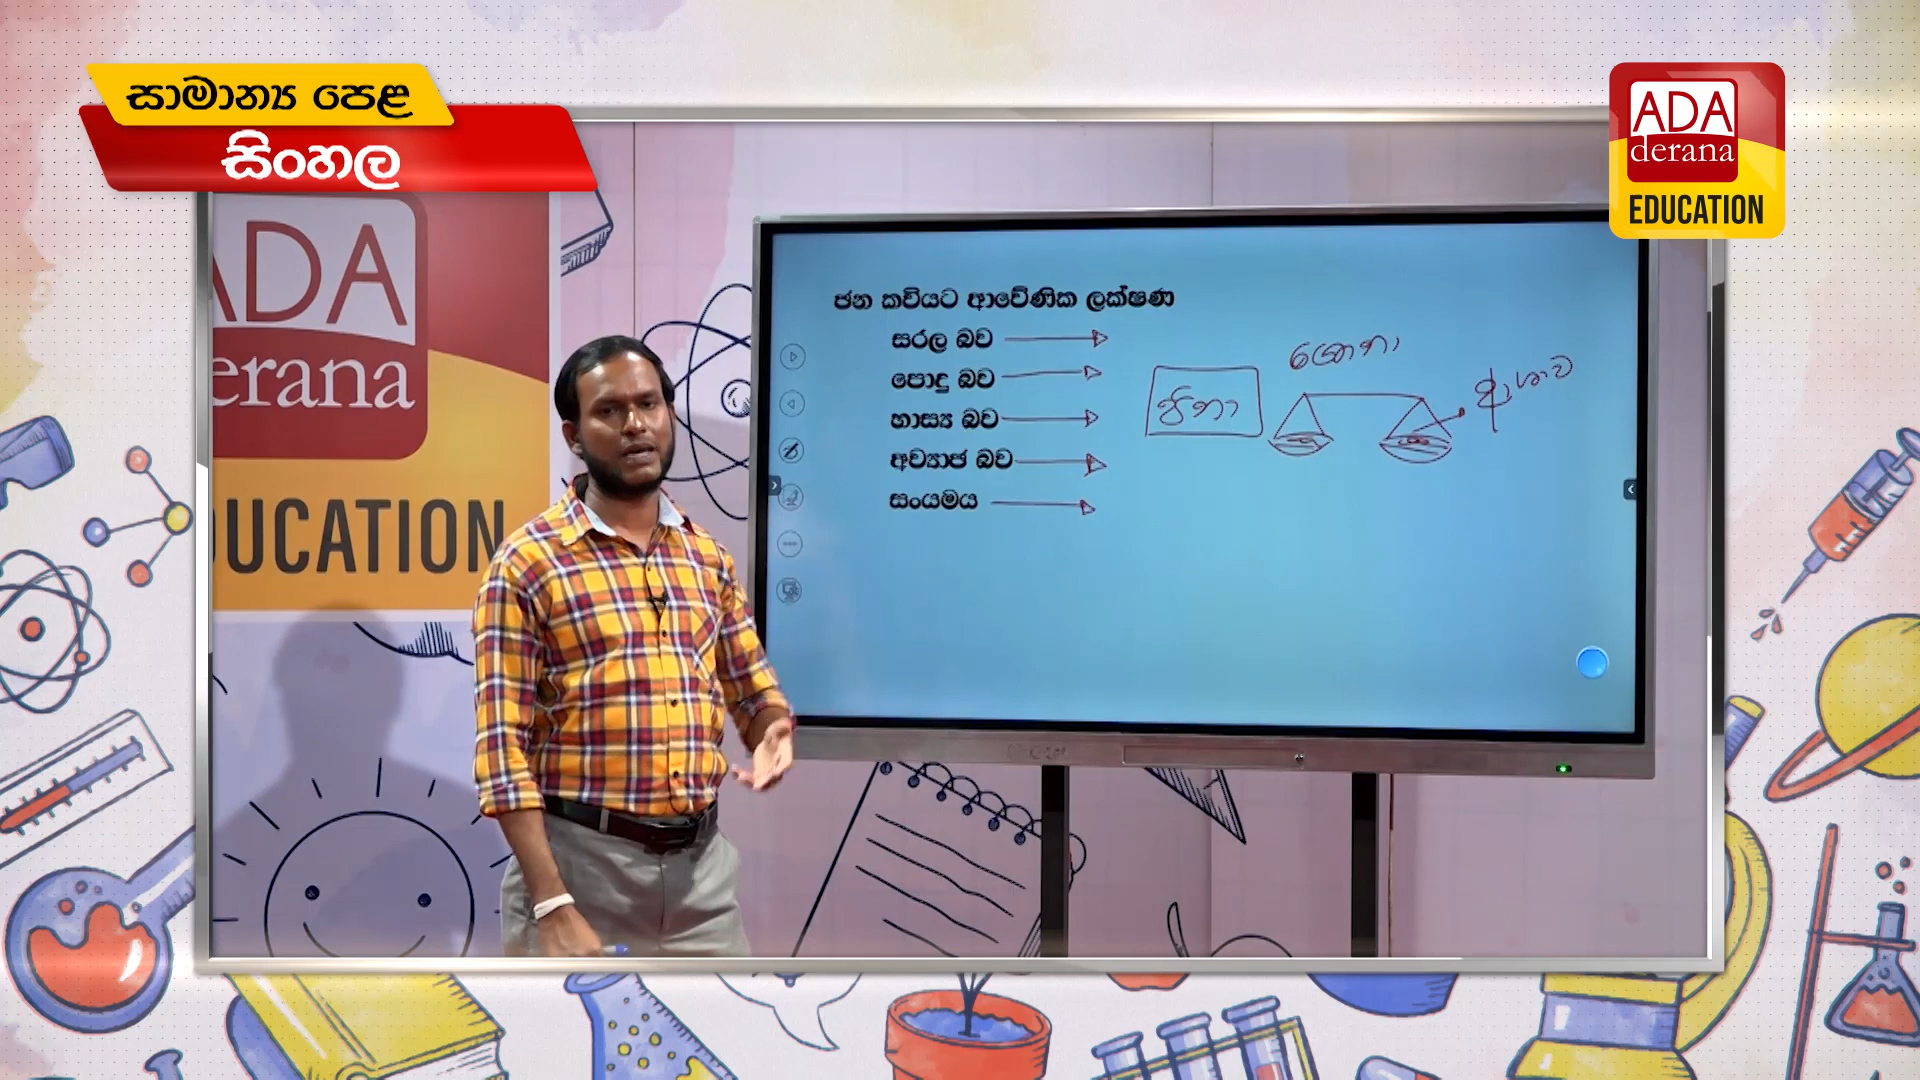 සාමාන්‍ය පෙළ
සිංහල
ADA
derana
EDUCATION
ADA
erana
DUCATION
ජන කවියට ආවේණික ලක්ෂණ
සරල බව
පොදු බව
හාස්‍ය බව
අව්‍යාජ බව
සංයමය